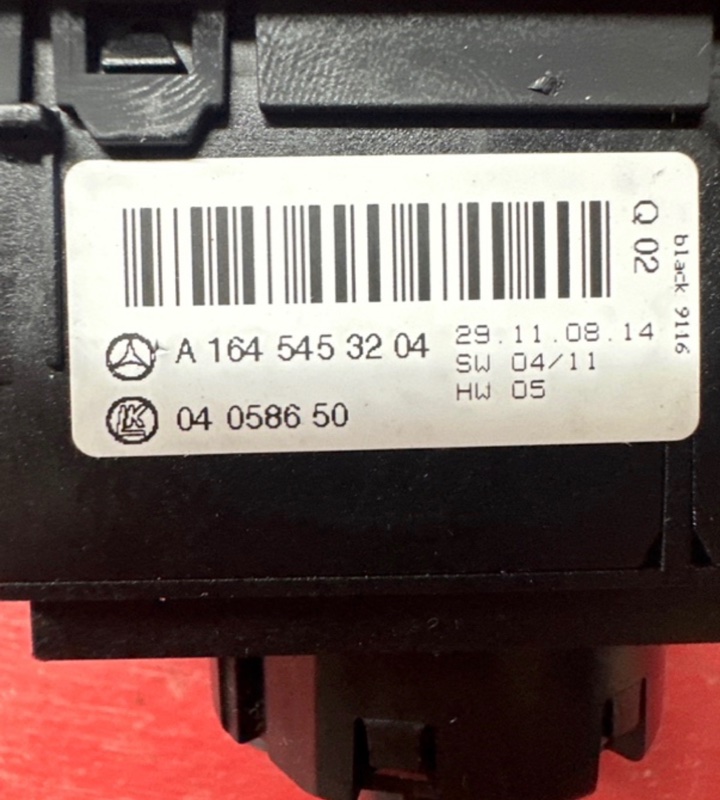 A 164 545 32 04
29.11.08.14
SW 04/11
HW 05
LK
04 0586 50
Q 02
black 9116